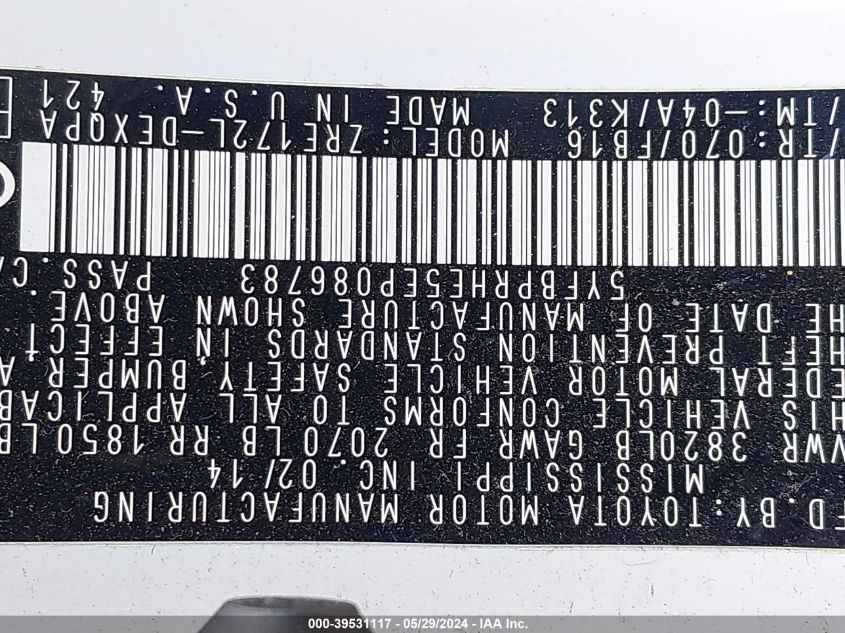 FD. BY: TOYOTA MOTOR MANUFACTURING
MISSISSIPPI INC. 02/14
VWR 3820LB GAWR FR 2070 LB RR 1850LB
HIS VEHICLE CONFORMS TO ALL APPLICAB
EDERAL MOTOR VEHICLE SAFETY BUMPER A
HEFT PREVENTION STANDARDS IN EFFECT
HE DATE OF MANUFACTURE SHOWN ABOVE
5YFBPRHE5EP086783 PASS.CA
/TR:070/FB16 MODEL: ZRE172L-DEXQPA
/TM:-04A/K313 MADE IN U.S.A. 421
000-39531117 - 05/29/2024 - IAA Inc.